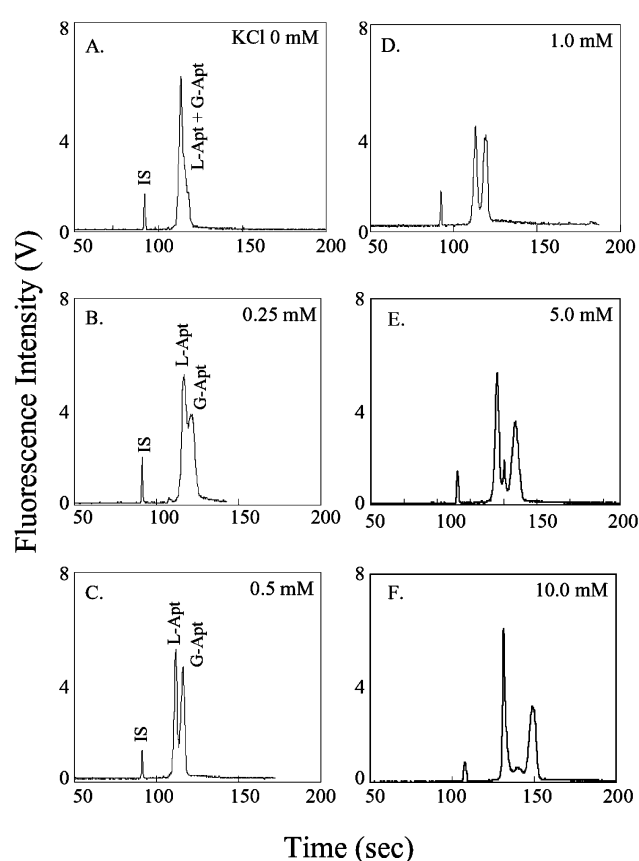 A.
KCl 0 mM
IS
L-Apt + G-Apt
8
4
0
50
100
150
200
D.
1.0 mM
8
4
0
50
100
150
200
B.
0.25 mM
IS
L-Apt
G-Apt
8
4
0
50
100
150
200
E.
5.0 mM
8
4
0
50
100
150
200
C.
0.5 mM
IS
L-Apt
G-Apt
8
4
0
50
100
150
200
F.
10.0 mM
8
4
0
50
100
150
200
Fluorescence Intensity (V)
Time (sec)